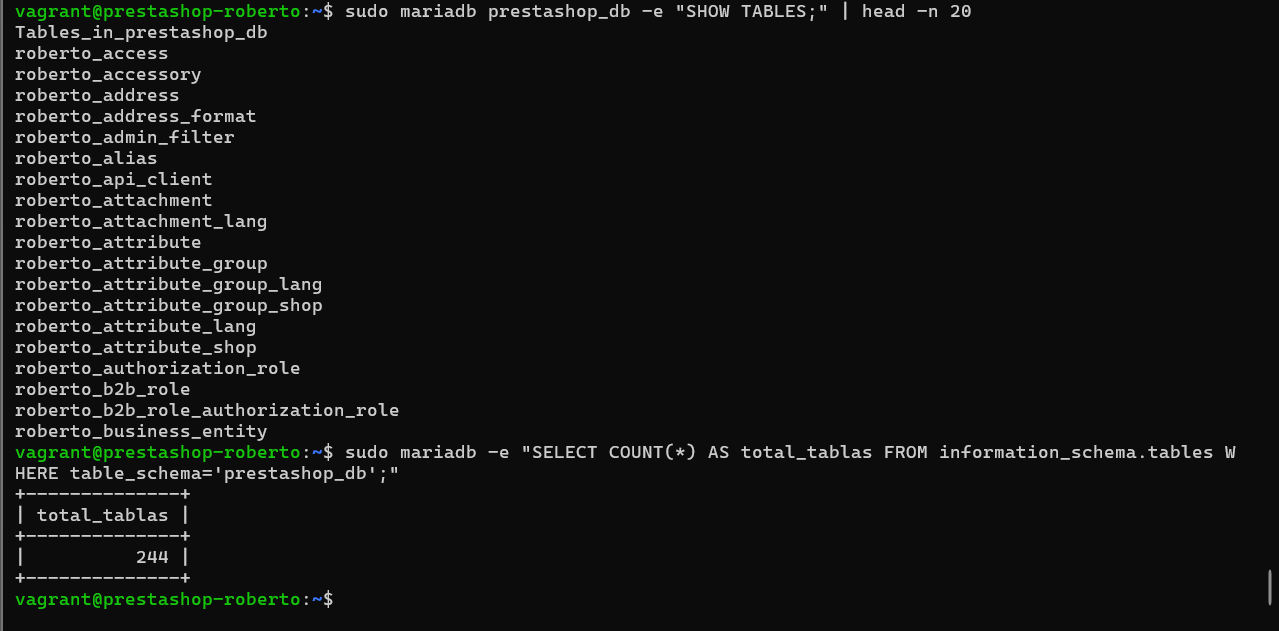 vagrant@prestashop-roberto:~$ sudo mariadb prestashop_db -e "SHOW TABLES;" | head -n 20
Tables_in_prestashop_db
roberto_access
roberto_accessory
roberto_address
roberto_address_format
roberto_admin_filter
roberto_alias
roberto_api_client
roberto_attachment
roberto_attachment_lang
roberto_attribute
roberto_attribute_group
roberto_attribute_group_lang
roberto_attribute_group_shop
roberto_attribute_lang
roberto_attribute_shop
roberto_authorization_role
roberto_b2b_role
roberto_b2b_role_authorization_role
roberto_business_entity
vagrant@prestashop-roberto:~$ sudo mariadb -e "SELECT COUNT(*) AS total_tablas FROM information_schema.tables W
HERE table_schema='prestashop_db';"
+--------------+
| total_tablas |
+--------------+
|          244 |
+--------------+
vagrant@prestashop-roberto:~$